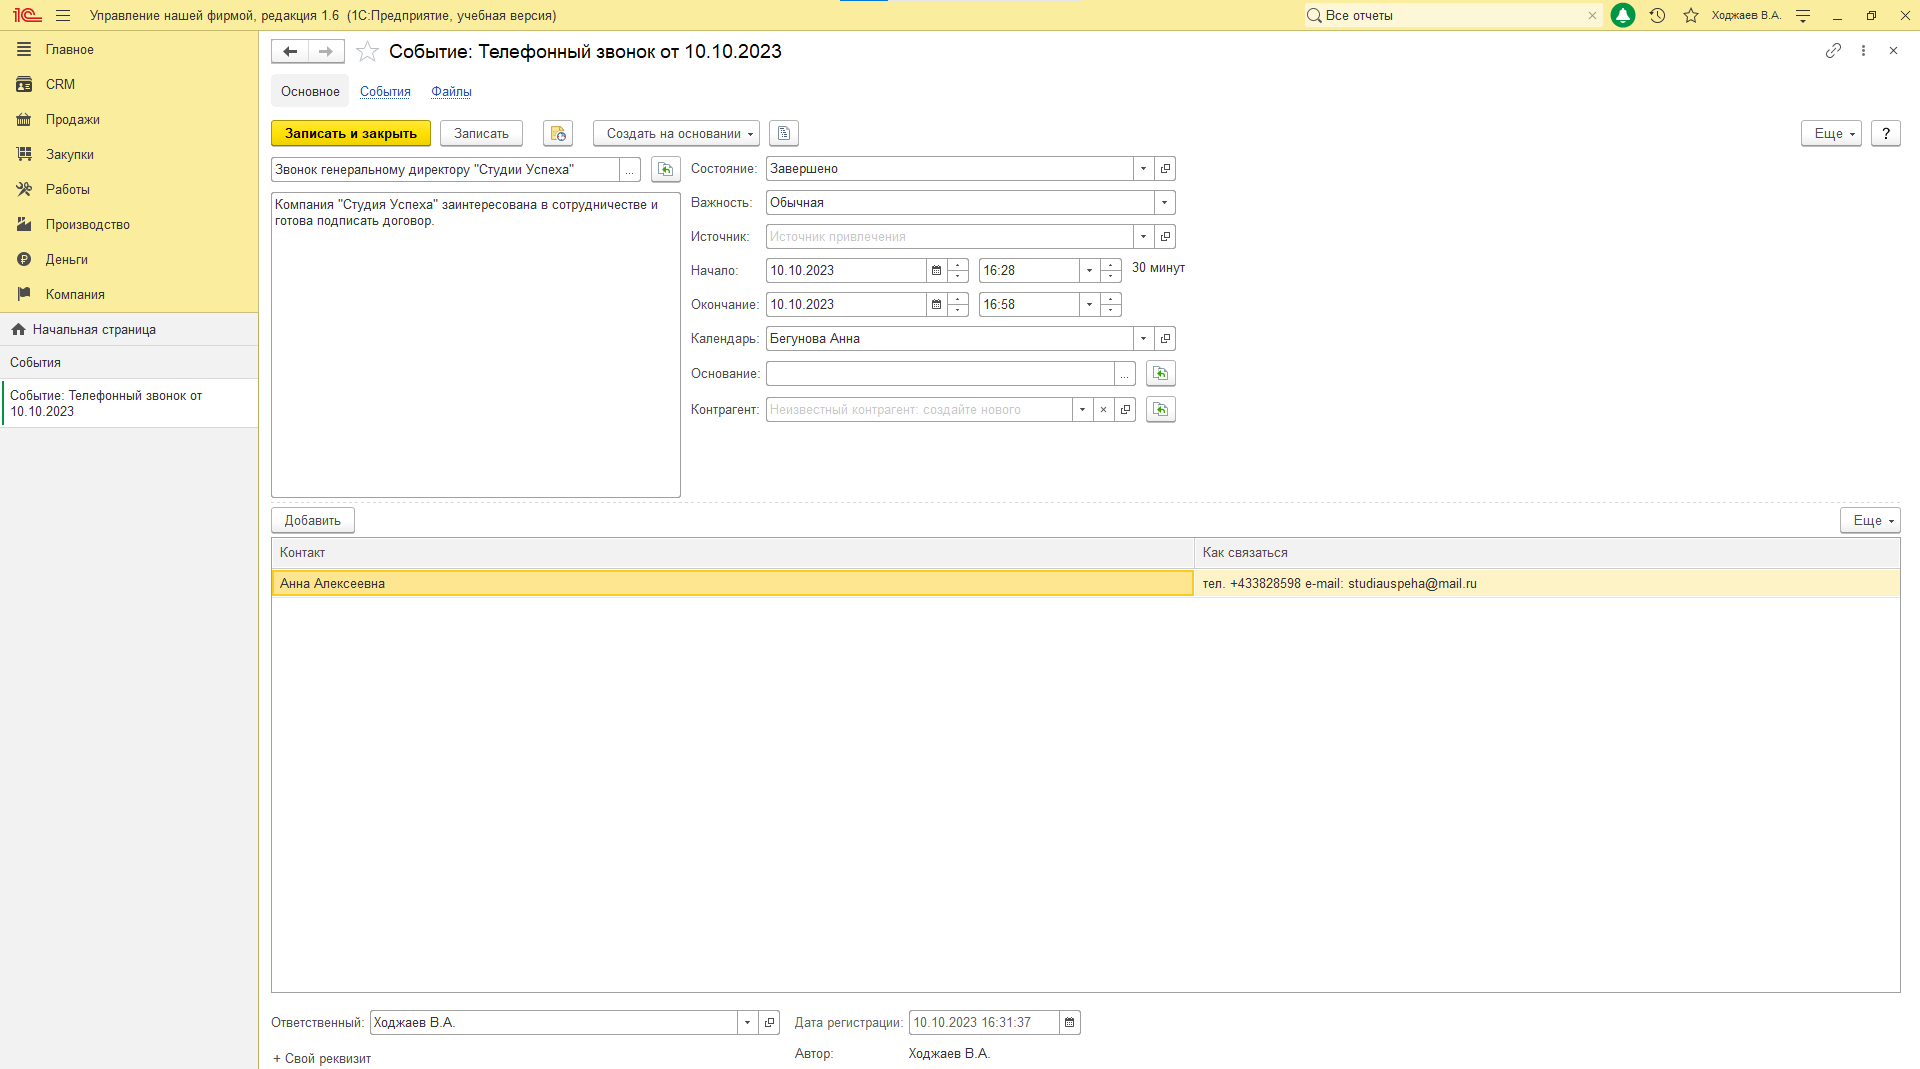 1С Управление нашей фирмой, редакция 1.6 (1С:Предприятие, учебная версия)
Все отчеты
Ходжаев В.А.
Главное
CRM
Продажи
Закупки
Работы
Производство
Деньги
Компания
Начальная страница
События
Событие: Телефонный звонок от
10.10.2023
Событие: Телефонный звонок от 10.10.2023
Основное События Файлы
Записать и закрыть Записать Создать на основании Еще ?
Звонок генеральному директору "Студии Успеха" ...
Компания "Студия Успеха" заинтересована в сотрудничестве и
готова подписать договор.
Состояние: Завершено
Важность: Обычная
Источник: Источник привлечения
Начало: 10.10.2023 16:28 30 минут
Окончание: 10.10.2023 16:58
Календарь: Бегунова Анна
Основание: ...
Контрагент: Неизвестный контрагент: создайте нового
Добавить Еще
Контакт Как связаться
Анна Алексеевна тел. +433828598 e-mail: studiauspeha@mail.ru
Ответственный: Ходжаев В.А. Дата регистрации: 10.10.2023 16:31:37
+ Свой реквизит Автор: Ходжаев В.А.